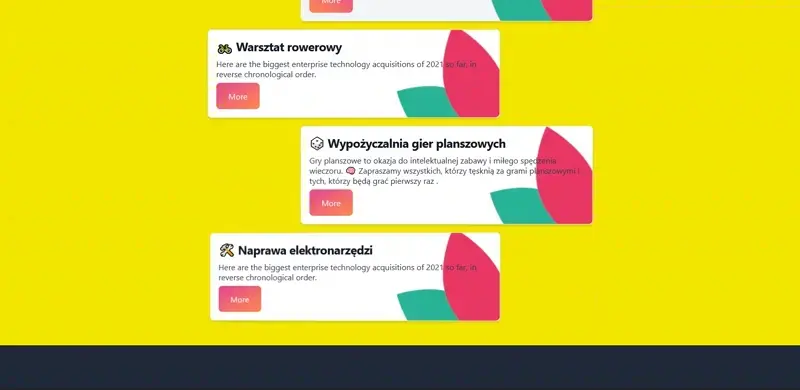 More
Warsztat rowerowy
Here are the biggest enterprise technology acquisitions of 2021 so far, in
reverse chronological order.
More
Wypożyczalnia gier planszowych
Gry planszowe to okazja do intelektualnej zabawy i miłego spędzenia
wieczoru. 🧠 Zapraszamy wszystkich, którzy tęsknią za grami planszowymi i
tych, którzy będą grać pierwszy raz .
More
Naprawa elektronarzędzi
Here are the biggest enterprise technology acquisitions of 2021 so far, in
reverse chronological order.
More